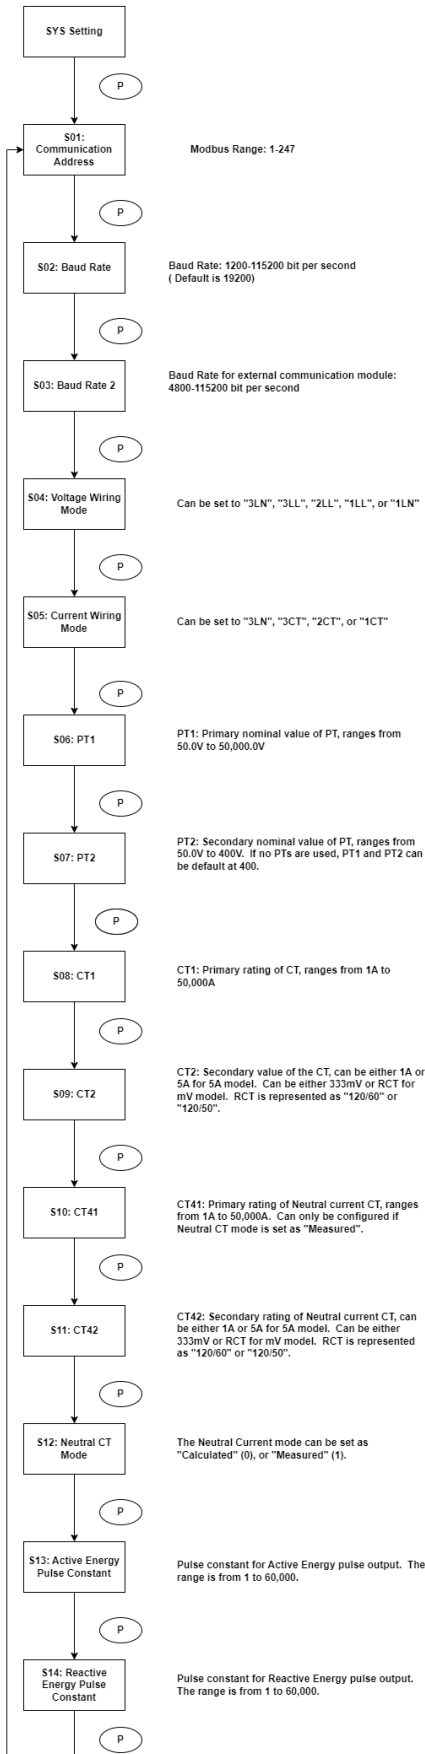 SYS Setting
P
S01:
Communication
Address
Modbus Range: 1-247
P
S02: Baud Rate
Baud Rate: 1200-115200 bit per second
( Default is 19200)
P
S03: Baud Rate 2
Baud Rate for external communication module:
4800-115200 bit per second
P
S04: Voltage Wiring
Mode
Can be set to "3LN", "3LL", "2LL", "1LL", or "1LN"
P
S05: Current Wiring
Mode
Can be set to "3LN", "3CT", "2CT", or "1CT"
P
S06: PT1
PT1: Primary nominal value of PT, ranges from
50.0V to 50,000.0V
P
S07: PT2
PT2: Secondary nominal value of PT, ranges from
50.0V to 400V.  If no PTs are used, PT1 and PT2 can
be default at 400.
P
S08: CT1
CT1: Primary rating of CT, ranges from 1A to
50,000A
P
S09: CT2
CT2: Secondary value of the CT, can be either 1A or
5A for 5A model.  Can be either 333mV or RCT for
mV model.  RCT is represented as "120/60" or
"120/50".
P
S10: CT41
CT41: Primary rating of Neutral current CT, ranges
from 1A to 50,000A.  Can only be configured if
Neutral CT mode is set as "Measured".
P
S11: CT42
CT42: Secondary rating of Neutral current CT, can
be either 1A or 5A for 5A model.  Can be either
333mV or RCT for mV model.  RCT is represented
as "120/60" or "120/50".
P
S12: Neutral CT
Mode
The Neutral Current mode can be set as
"Calculated" (0), or "Measured" (1).
P
S13: Active Energy
Pulse Constant
Pulse constant for Active Energy pulse output.  The
range is from 1 to 60,000.
P
S14: Reactive
Energy Pulse
Constant
Pulse constant for Reactive Energy pulse output.
The range is from 1 to 60,000.
P